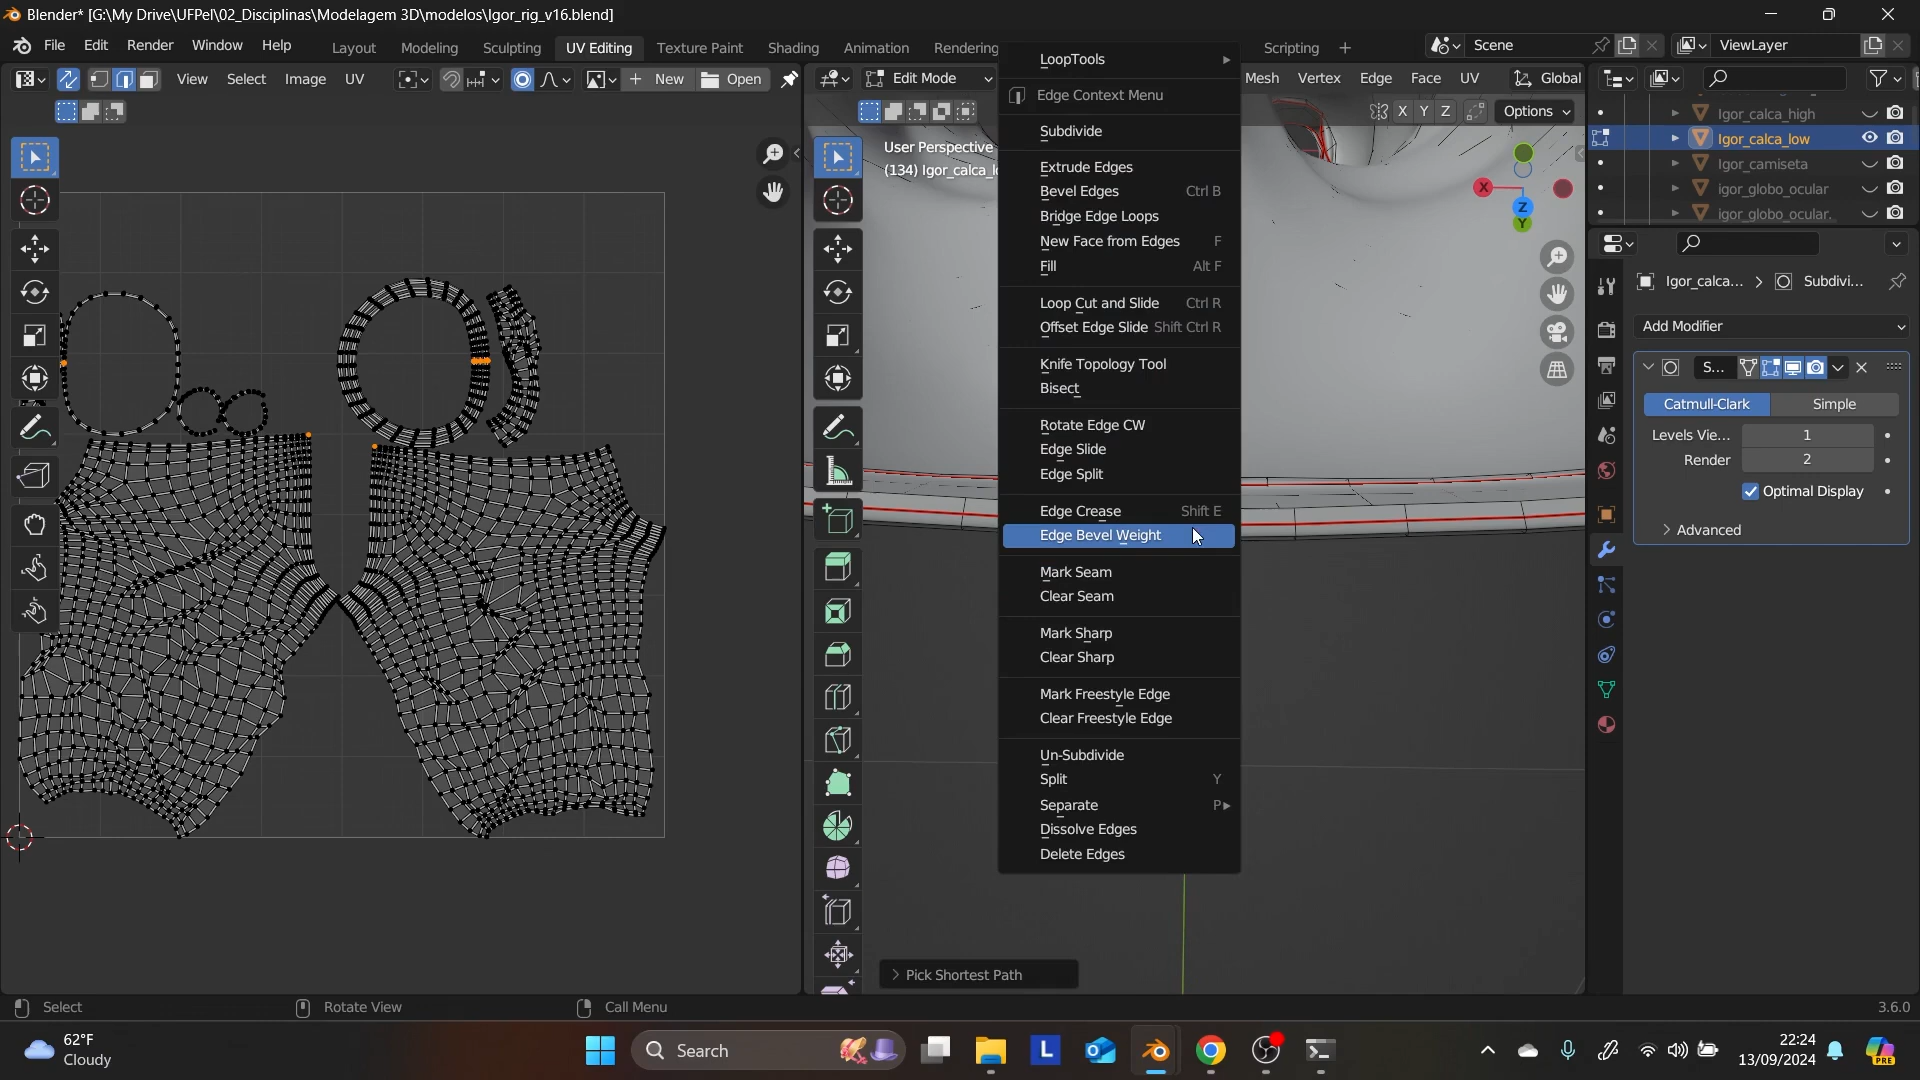 Blender* [G:\My Drive\UFPel\02_Disciplinas\Modelagem 3D\modelos\Igor_rig_v16.blend]
File Edit Render Window Help Layout Modeling Sculpting UV Editing Texture Paint Shading Animation Rendering Scripting + Scene ViewLayer
View Select Image UV New Open Edit Mode Mesh Vertex Edge Face UV Global
X Y Z Options
User Perspective
(134) Igor_calca_l
LoopTools
Edge Context Menu
Subdivide
Extrude Edges
Bevel Edges Ctrl B
Bridge Edge Loops
New Face from Edges F
Fill Alt F
Loop Cut and Slide Ctrl R
Offset Edge Slide Shift Ctrl R
Knife Topology Tool
Bisect
Rotate Edge CW
Edge Slide
Edge Split
Edge Crease Shift E
Edge Bevel Weight
Mark Seam
Clear Seam
Mark Sharp
Clear Sharp
Mark Freestyle Edge
Clear Freestyle Edge
Un-Subdivide
Split Y
Separate P
Dissolve Edges
Delete Edges
X
Z
Y
Igor_calca_high
Igor_calca_low
Igor_camiseta
igor_globo_ocular
igor_globo_ocular.
Igor_calca... > Subdivi...
Add Modifier
S...
Catmull-Clark Simple
Levels Vie... 1
Render 2
Optimal Display
> Advanced
> Pick Shortest Path
Select Rotate View Call Menu 3.6.0
62°F
Cloudy
Search
L
22:24
13/09/2024
PRE